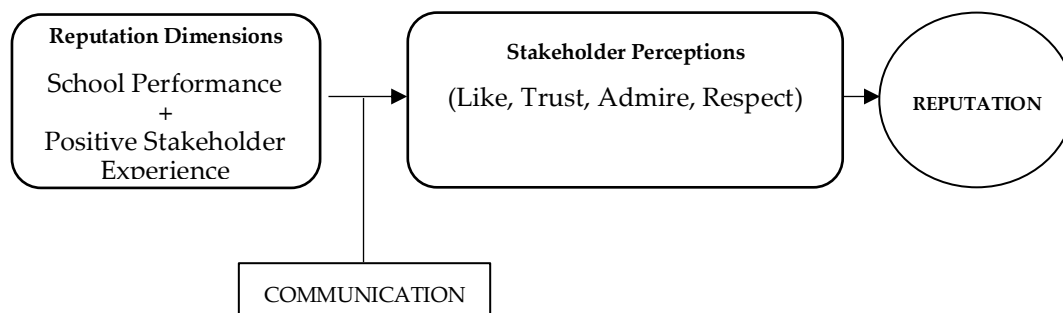 Reputation Dimensions
School Performance
+
Positive Stakeholder
Experience
Stakeholder Perceptions
(Like, Trust, Admire, Respect)
REPUTATION
COMMUNICATION